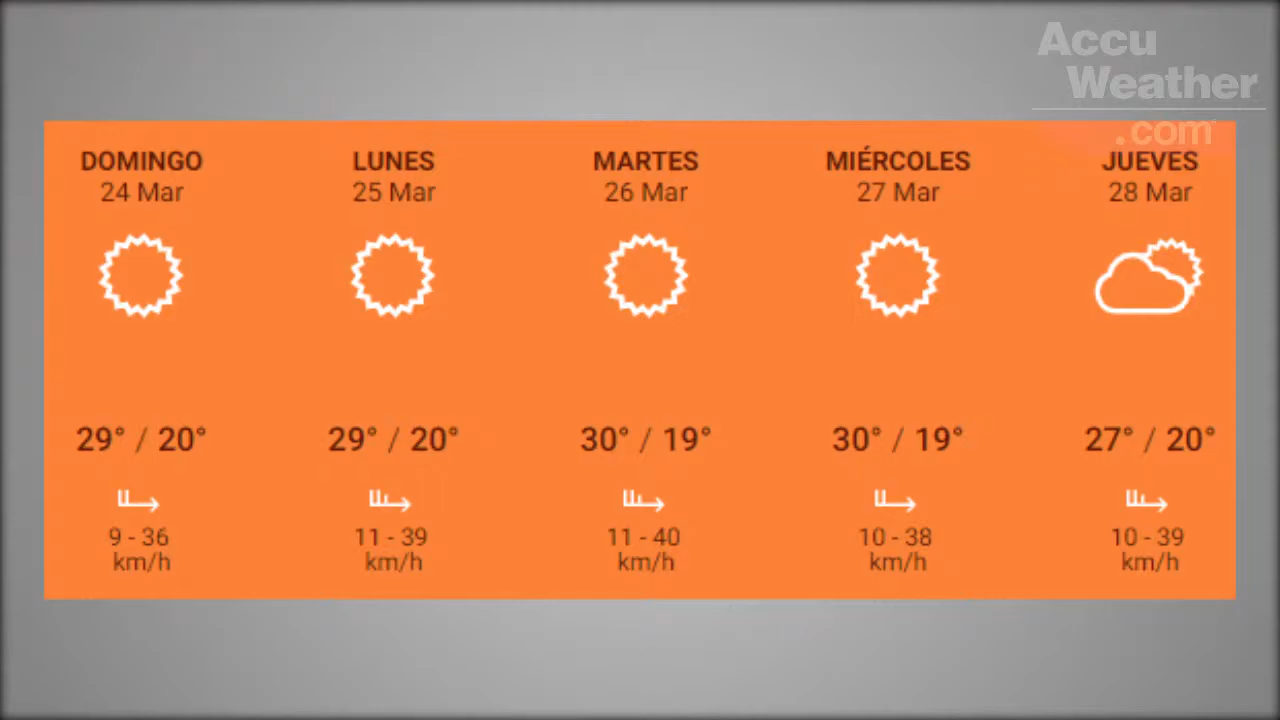 Accu
Weather
.com
DOMINGO
24 Mar
LUNES
25 Mar
MARTES
26 Mar
MIÉRCOLES
27 Mar
JUEVES
28 Mar
29° / 20°
29° / 20°
30° / 19°
30° / 19°
27° / 20°
9 - 36
km/h
11 - 39
km/h
11 - 40
km/h
10 - 38
km/h
10 - 39
km/h